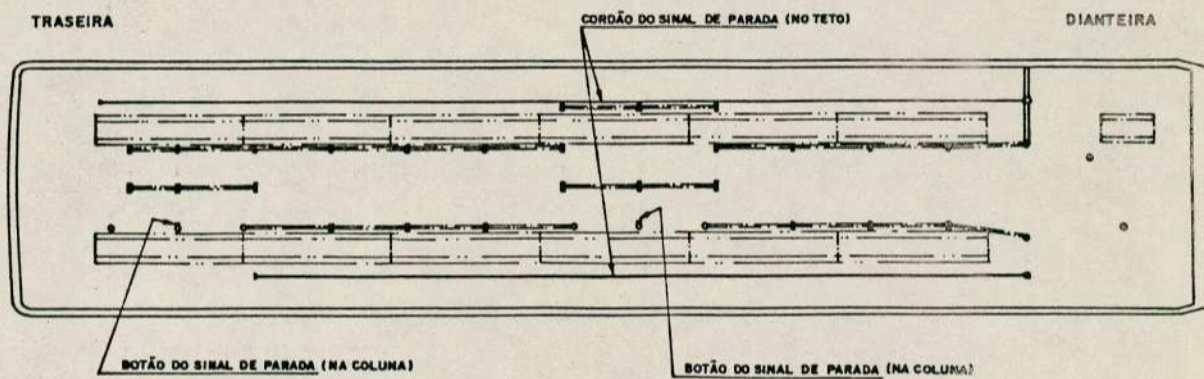 TRASEIRA
CORDÃO DO SINAL DE PARADA (NO TETO)
DIANTEIRA
BOTÃO DO SINAL DE PARADA (NA COLUNA)
BOTÃO DO SINAL DE PARADA (NA COLUNA)